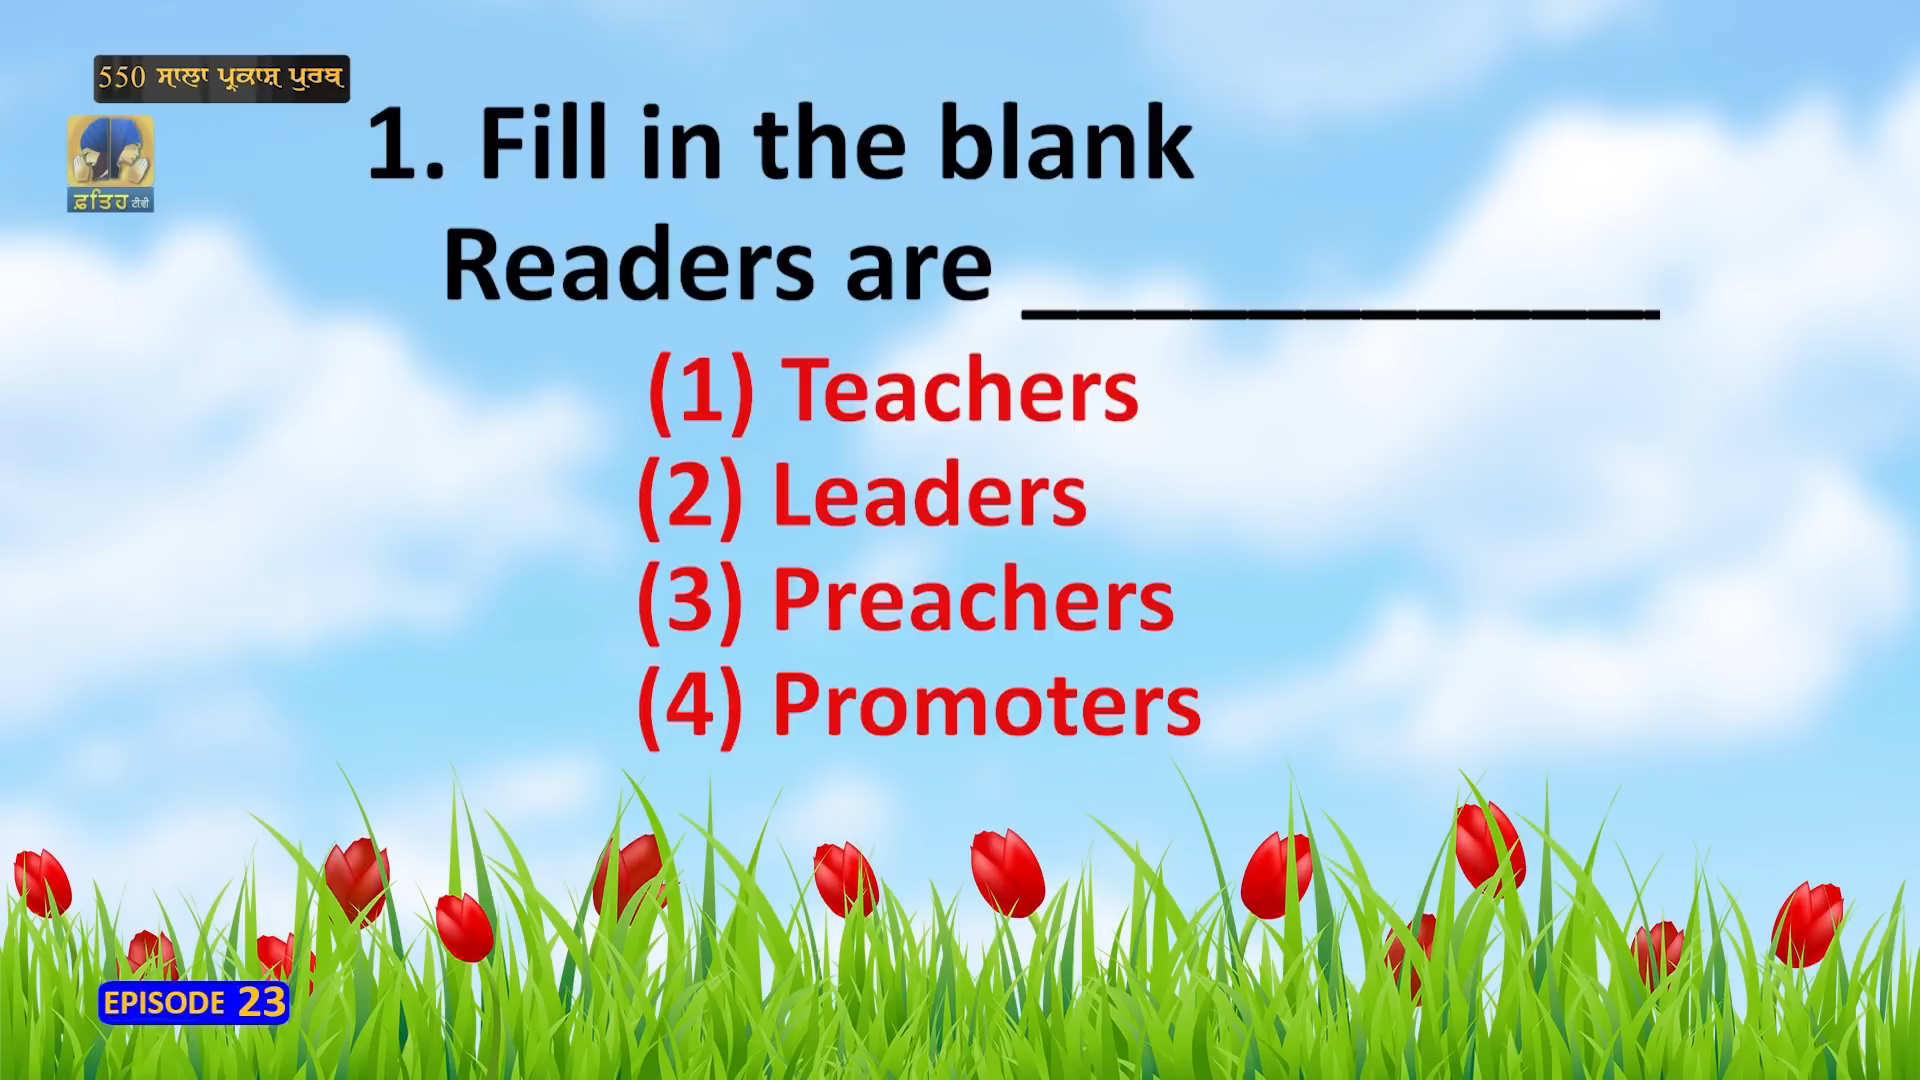 550 ਸਾਲਾ ਪ੍ਰਕਾਸ਼ ਪੁਰਬ
ਫ਼ਤਿਹ ਟੀਵੀ
1. Fill in the blank
Readers are ____________
(1) Teachers
(2) Leaders
(3) Preachers
(4) Promoters
EPISODE 23